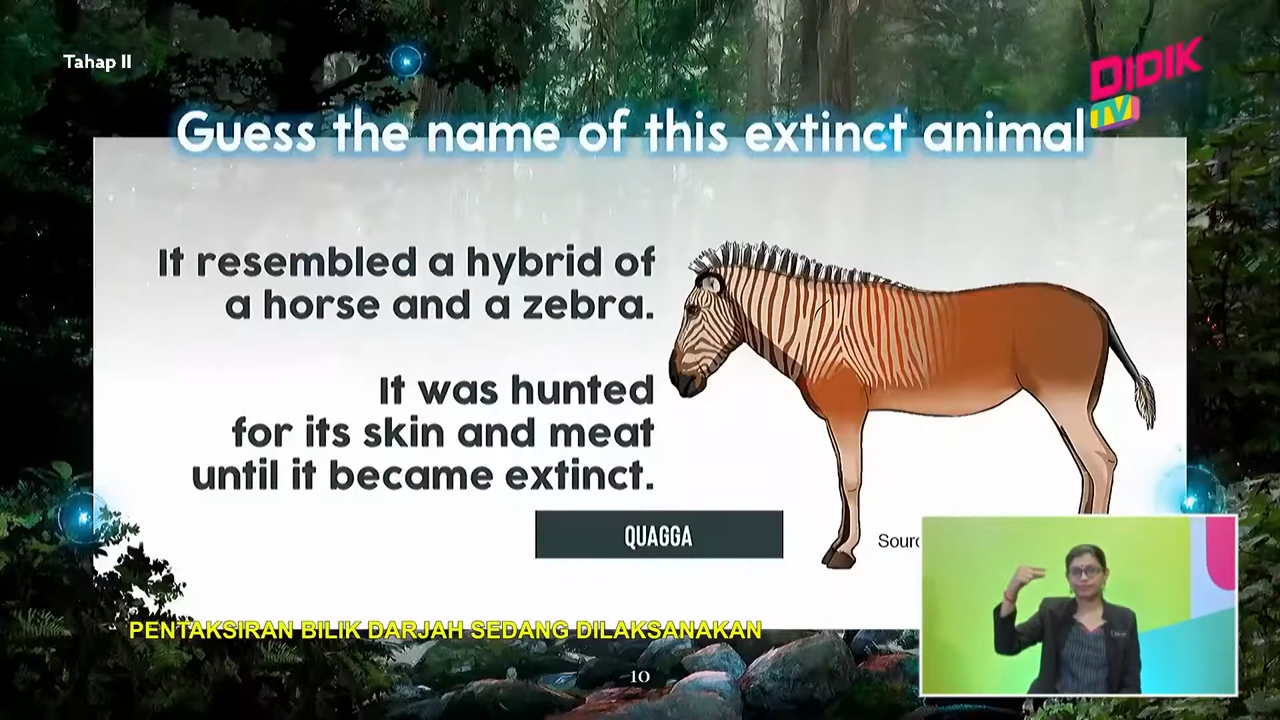 Tahap II
DIDIK
TV
Guess the name of this extinct animal
It resembled a hybrid of
a horse and a zebra.
It was hunted
for its skin and meat
until it became extinct.
QUAGGA
PENTAKSIRAN BILIK DARJAH SEDANG DILAKSANAKAN
10